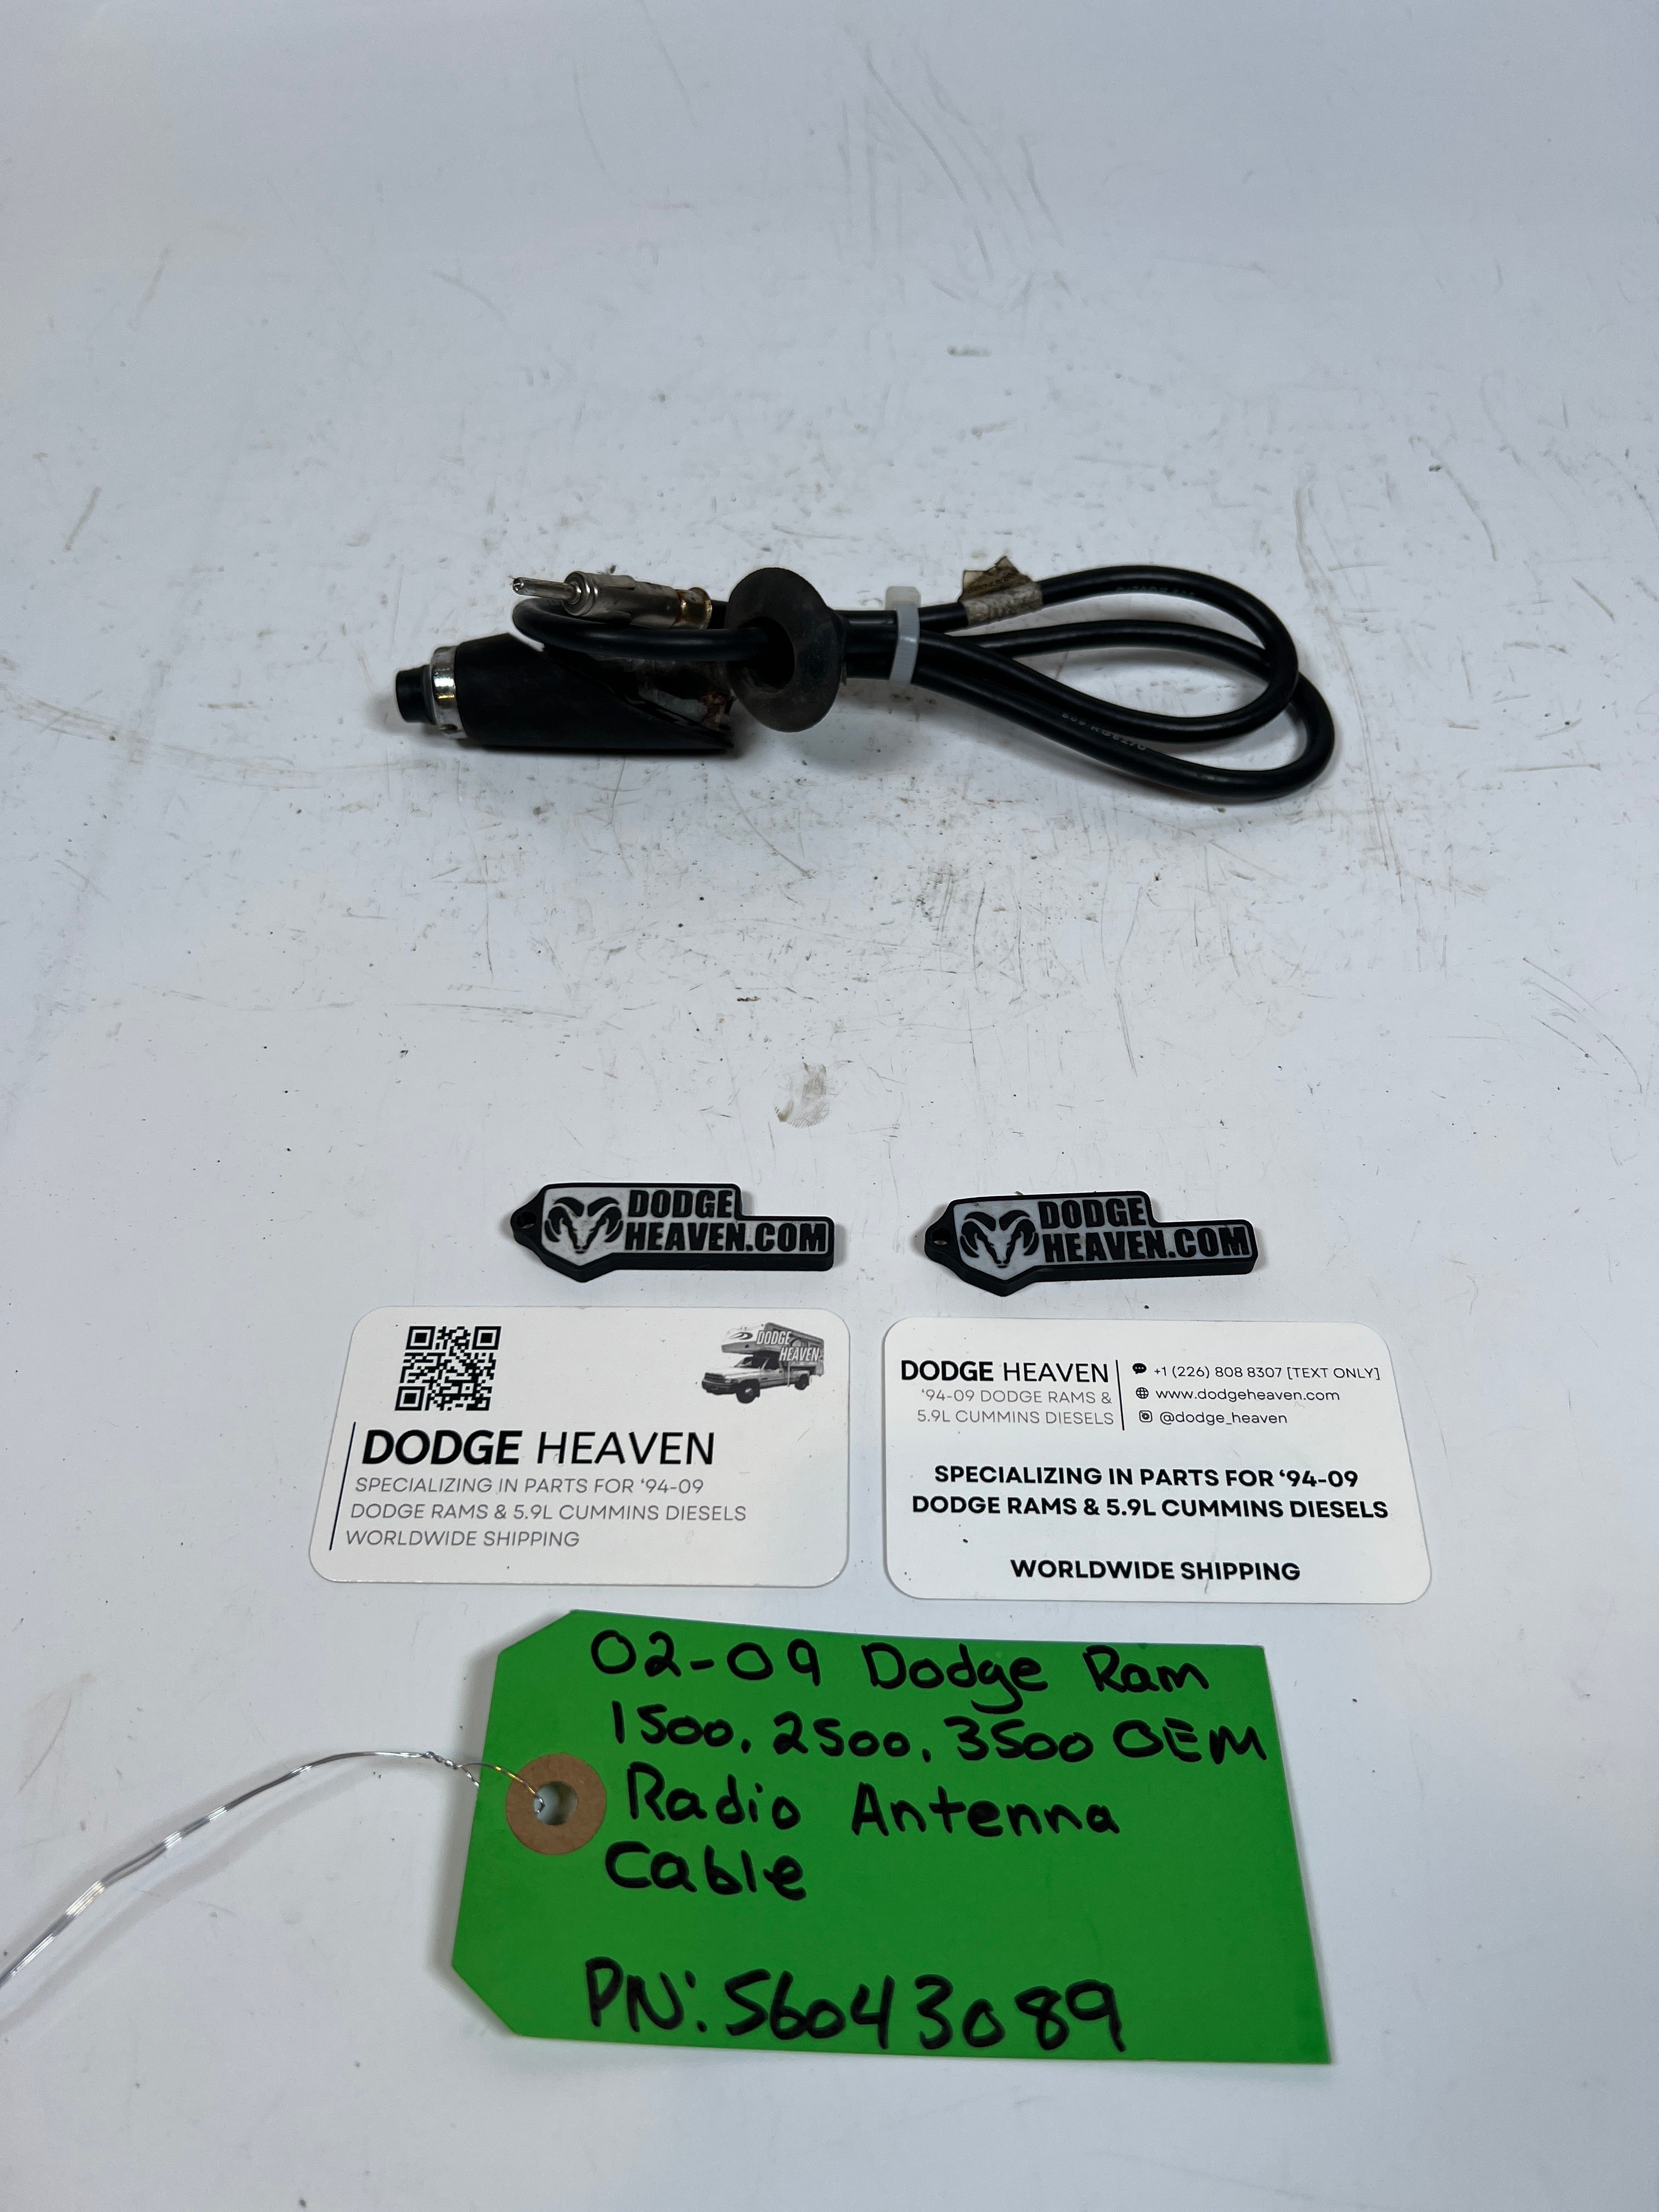 DODGE
HEAVEN.COM
DODGE
HEAVEN.COM
DODGE
HEAVEN
DODGE HEAVEN
SPECIALIZING IN PARTS FOR ‘94-09
DODGE RAMS & 5.9L CUMMINS DIESELS
WORLDWIDE SHIPPING
DODGE HEAVEN
‘94-09 DODGE RAMS &
5.9L CUMMINS DIESELS
+1 (226) 808 8307 [TEXT ONLY]
www.dodgeheaven.com
@dodge_heaven
SPECIALIZING IN PARTS FOR ‘94-09
DODGE RAMS & 5.9L CUMMINS DIESELS
WORLDWIDE SHIPPING
02-09 Dodge Ram
1500, 2500, 3500 OEM
Radio Antenna
Cable
PN: 56043089